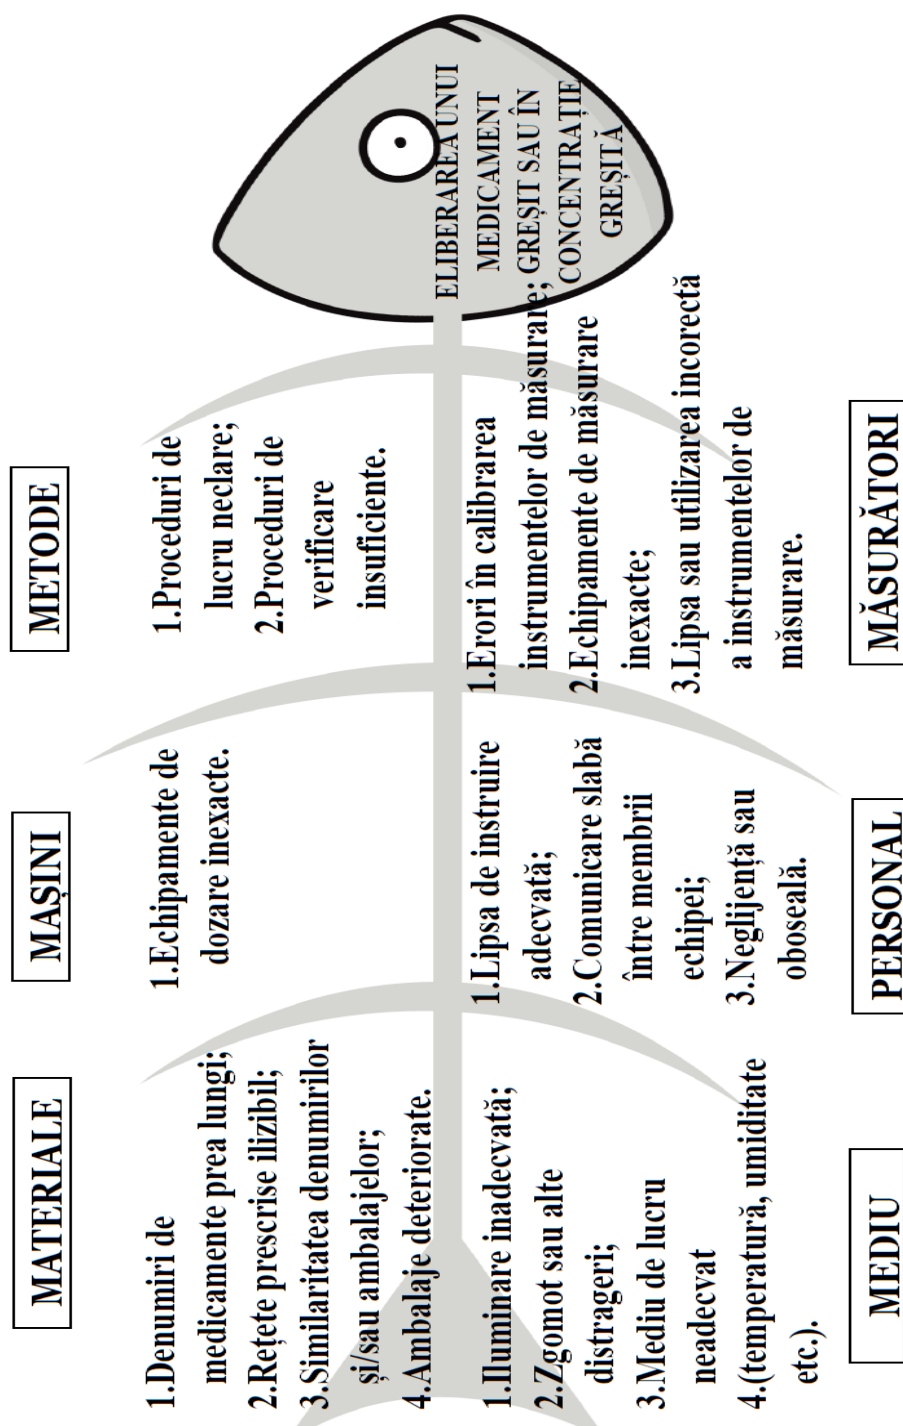 MATERIALE
MAȘINI
METODE
1.Denumiri de
medicamente prea lungi;
2.Rețete prescrise ilizibil;
3.Similaritatea denumirilor
și/sau ambalajelor;
4.Ambalaje deteriorate.
1.Echipamente de
dozare inexacte.
1.Proceduri de
lucru neclare;
2.Proceduri de
verificare
insuficiente.
ELIBERAREA UNUI
MEDICAMENT
GREȘIT SAU ÎN
CONCENTRAȚIE
GREȘITĂ
1.Iluminare inadecvată;
2.Zgomot sau alte
distrageri;
3.Mediu de lucru
neadecvat
4.(temperatură, umiditate
etc.).
1.Lipsa de instruire
adecvată;
2.Comunicare slabă
între membrii
echipei;
3.Neglijență sau
oboseală.
1.Erori în calibrarea
instrumentelor de măsurare;
2.Echipamente de măsurare
inexacte;
3.Lipsa sau utilizarea incorectă
a instrumentelor de
măsurare.
MEDIU
PERSONAL
MĂSURĂTORI